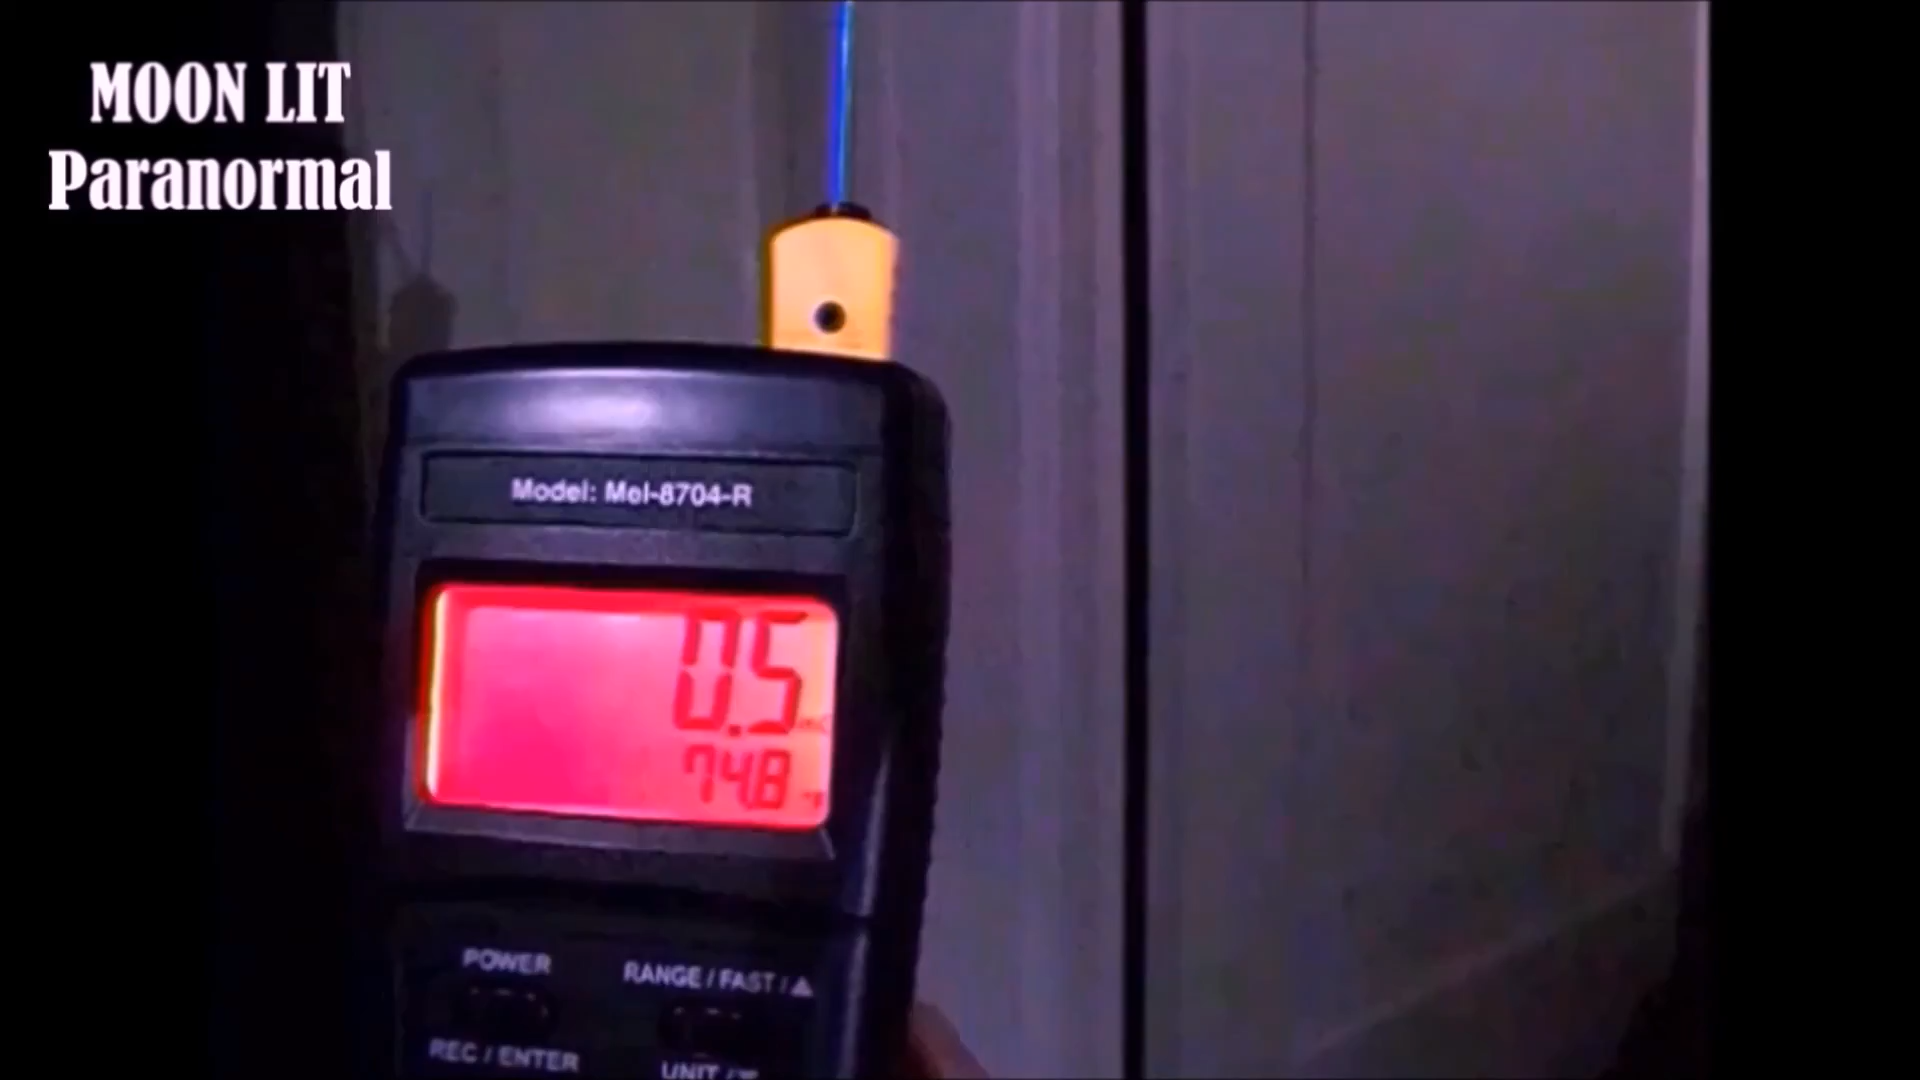 MOON LIT
Paranormal
Model: Mel-8704-R
0.5
74.8
POWER
RANGE / FAST / ▲
REC / ENTER
UNIT /